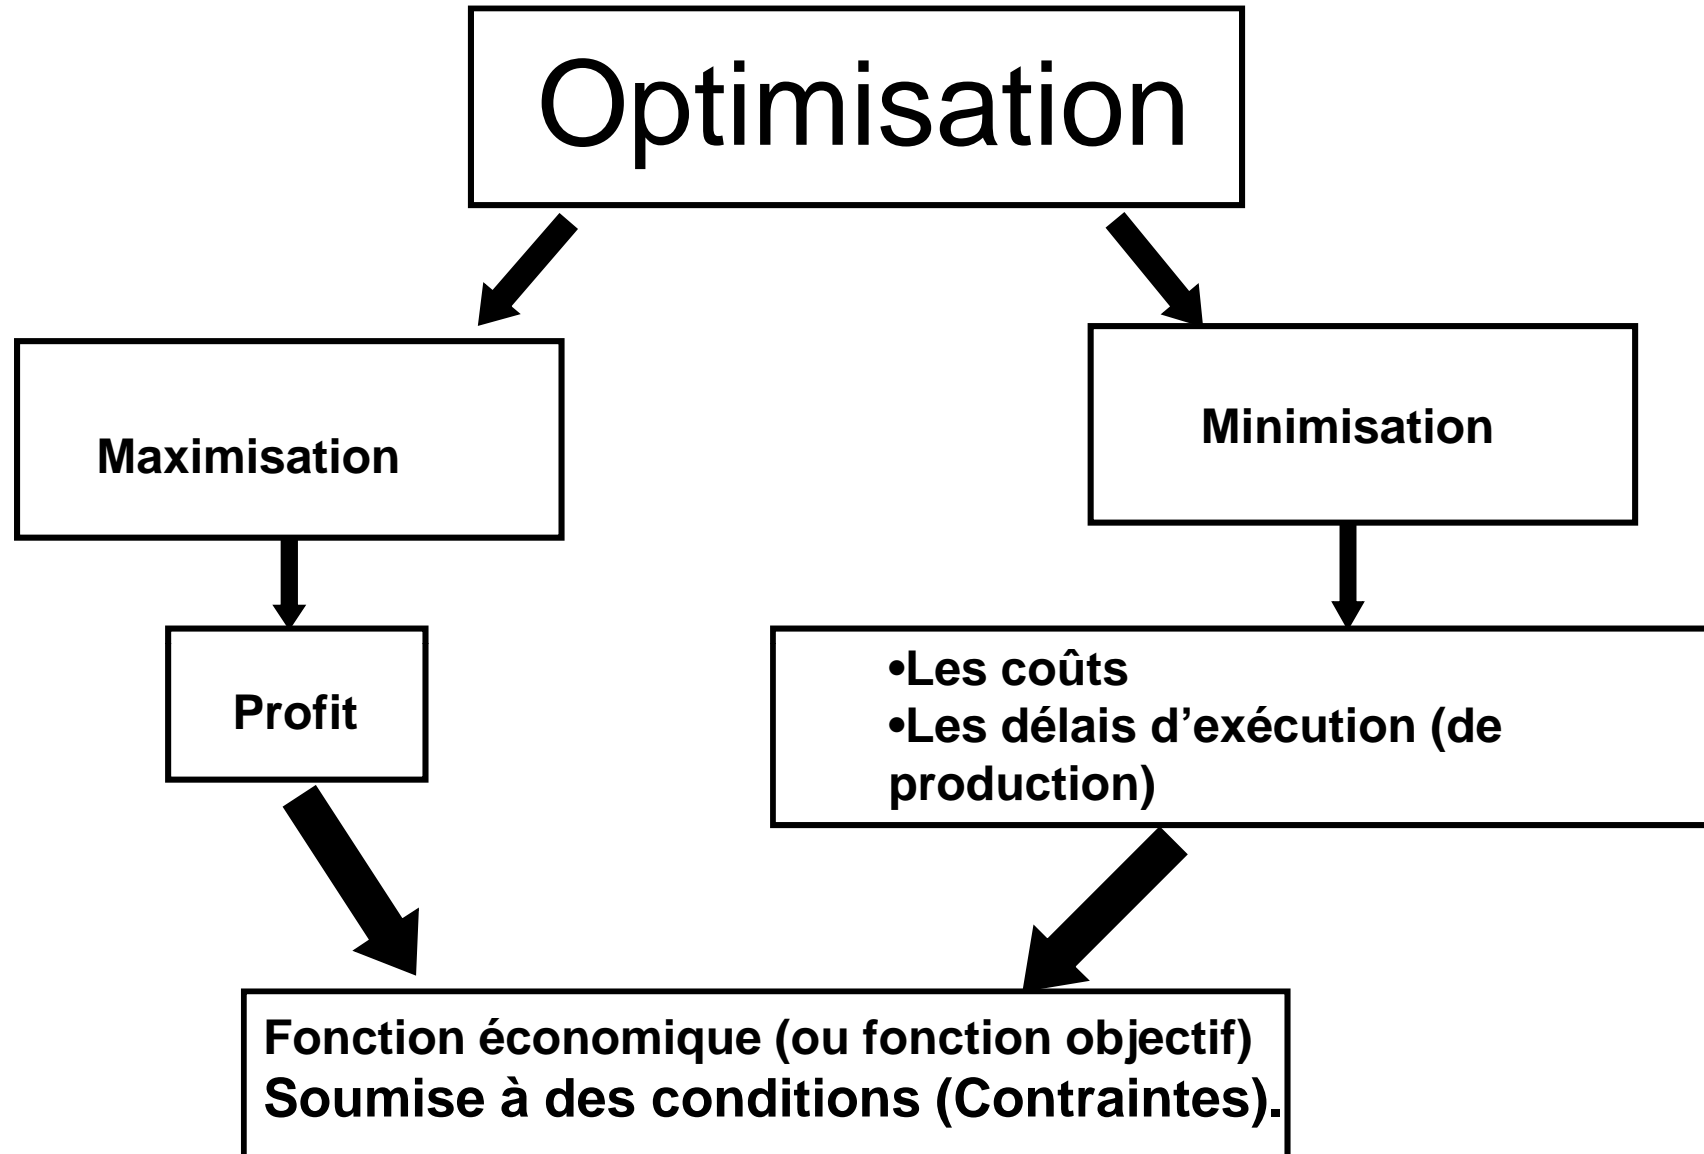 Optimisation
Maximisation
Minimisation
Profit
•Les coûts
•Les délais d’exécution (de
production)
Fonction économique (ou fonction objectif)
Soumise à des conditions (Contraintes).